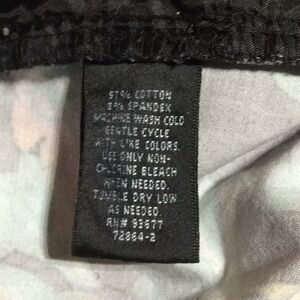 97% COTTON
3% SPANDEX
MACHINE WASH COLD
GENTLE CYCLE
WITH LIKE COLORS.
USE ONLY NON-
CHLORINE BLEACH
WHEN NEEDED.
TUMBLE DRY LOW
AS NEEDED.
RN# 93677
72864-2